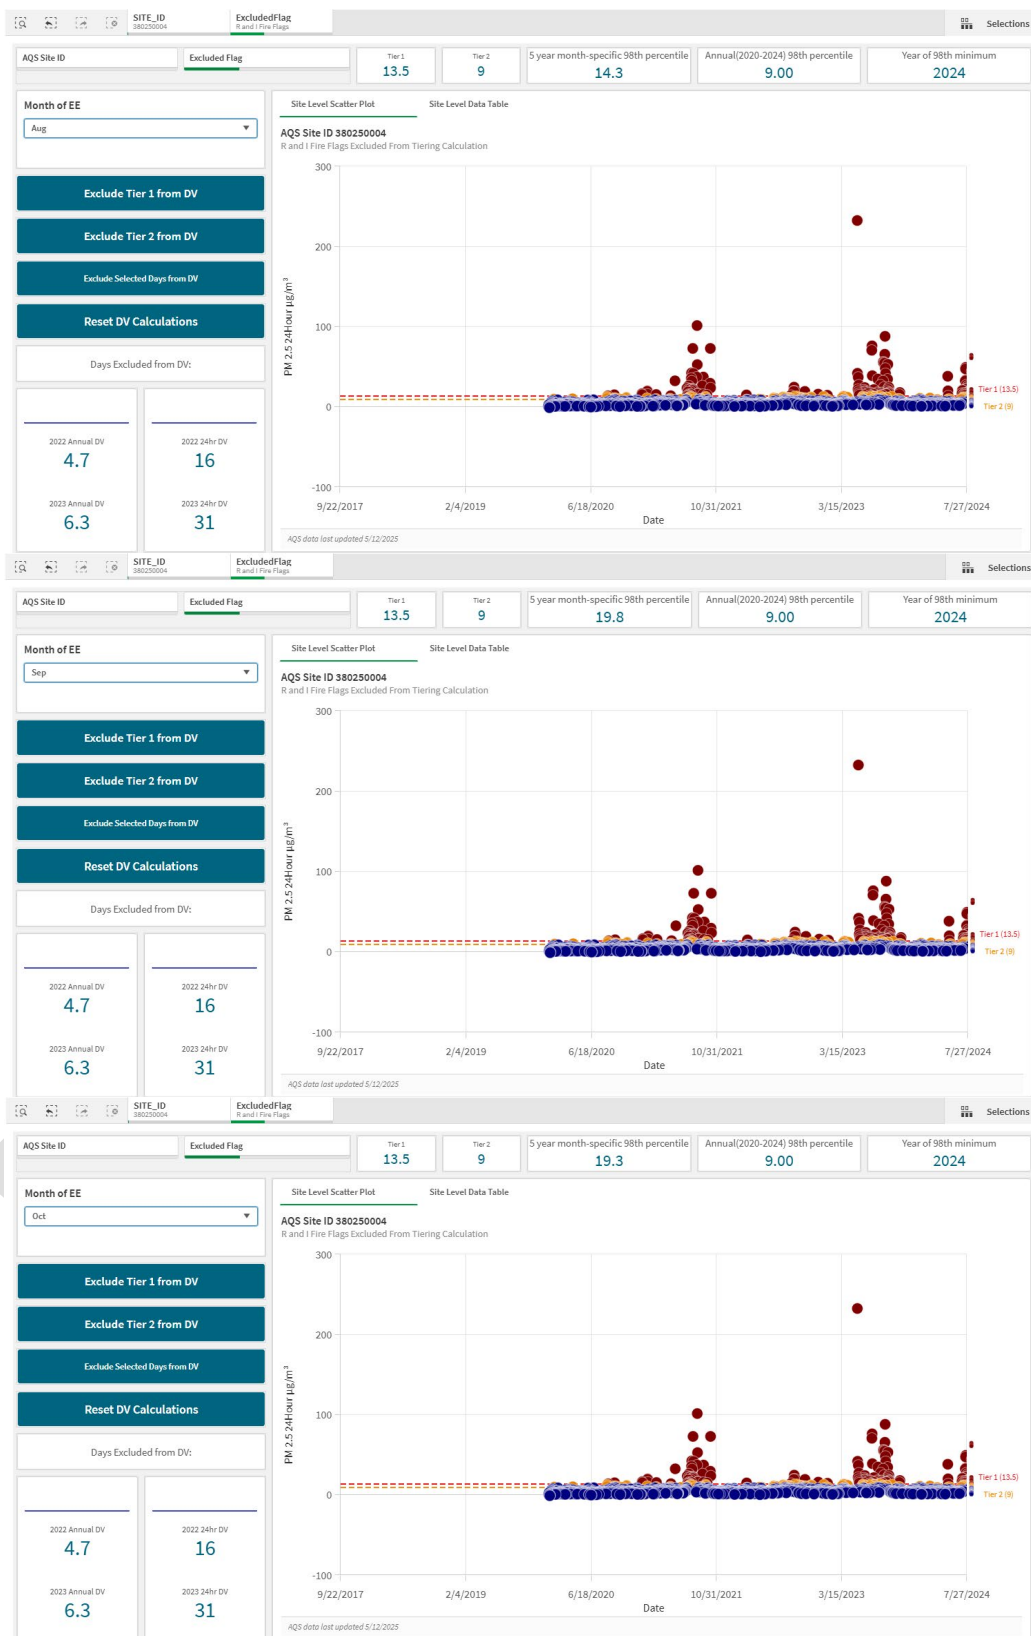 SITE_ID
380250004
ExcludedFlag
R and I Fire Flags
Selections
AQS Site ID
Excluded Flag
Tier 1
13.5
Tier 2
9
5 year month-specific 98th percentile
14.3
Annual(2020-2024) 98th percentile
9.00
Year of 98th minimum
2024
Month of EE
Aug
Exclude Tier 1 from DV
Exclude Tier 2 from DV
Exclude Selected Days from DV
Reset DV Calculations
Days Excluded from DV:
2022 Annual DV
4.7
2022 24hr DV
16
2023 Annual DV
6.3
2023 24hr DV
31
Site Level Scatter Plot
Site Level Data Table
AQS Site ID 380250004
R and I Fire Flags Excluded From Tiering Calculation
300
200
100
0
-100
PM 2.5 24Hour µg/m³
Tier 1 (13.5)
Tier 2 (9)
9/22/2017
2/4/2019
6/18/2020
10/31/2021
3/15/2023
7/27/2024
Date
AQS data last updated 5/12/2025
SITE_ID
380250004
ExcludedFlag
R and I Fire Flags
Selections
AQS Site ID
Excluded Flag
Tier 1
13.5
Tier 2
9
5 year month-specific 98th percentile
19.8
Annual(2020-2024) 98th percentile
9.00
Year of 98th minimum
2024
Month of EE
Sep
Exclude Tier 1 from DV
Exclude Tier 2 from DV
Exclude Selected Days from DV
Reset DV Calculations
Days Excluded from DV:
2022 Annual DV
4.7
2022 24hr DV
16
2023 Annual DV
6.3
2023 24hr DV
31
Site Level Scatter Plot
Site Level Data Table
AQS Site ID 380250004
R and I Fire Flags Excluded From Tiering Calculation
300
200
100
0
-100
PM 2.5 24Hour µg/m³
Tier 1 (13.5)
Tier 2 (9)
9/22/2017
2/4/2019
6/18/2020
10/31/2021
3/15/2023
7/27/2024
Date
AQS data last updated 5/12/2025
SITE_ID
380250004
ExcludedFlag
R and I Fire Flags
Selections
AQS Site ID
Excluded Flag
Tier 1
13.5
Tier 2
9
5 year month-specific 98th percentile
19.3
Annual(2020-2024) 98th percentile
9.00
Year of 98th minimum
2024
Month of EE
Oct
Exclude Tier 1 from DV
Exclude Tier 2 from DV
Exclude Selected Days from DV
Reset DV Calculations
Days Excluded from DV:
2022 Annual DV
4.7
2022 24hr DV
16
2023 Annual DV
6.3
2023 24hr DV
31
Site Level Scatter Plot
Site Level Data Table
AQS Site ID 380250004
R and I Fire Flags Excluded From Tiering Calculation
300
200
100
0
-100
PM 2.5 24Hour µg/m³
Tier 1 (13.5)
Tier 2 (9)
9/22/2017
2/4/2019
6/18/2020
10/31/2021
3/15/2023
7/27/2024
Date
AQS data last updated 5/12/2025